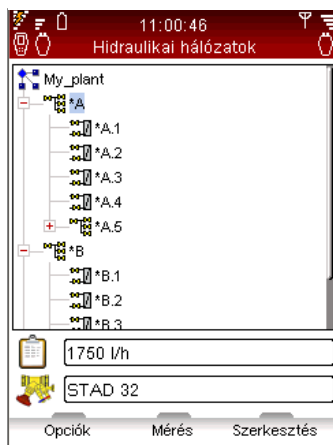 11:00:46
Hidraulikai hálózatok
My_plant
*A
*A.1
*A.2
*A.3
*A.4
*A.5
*B
*B.1
*B.2
*B.3
1750 l/h
STAD 32
Opciók Mérés Szerkesztés